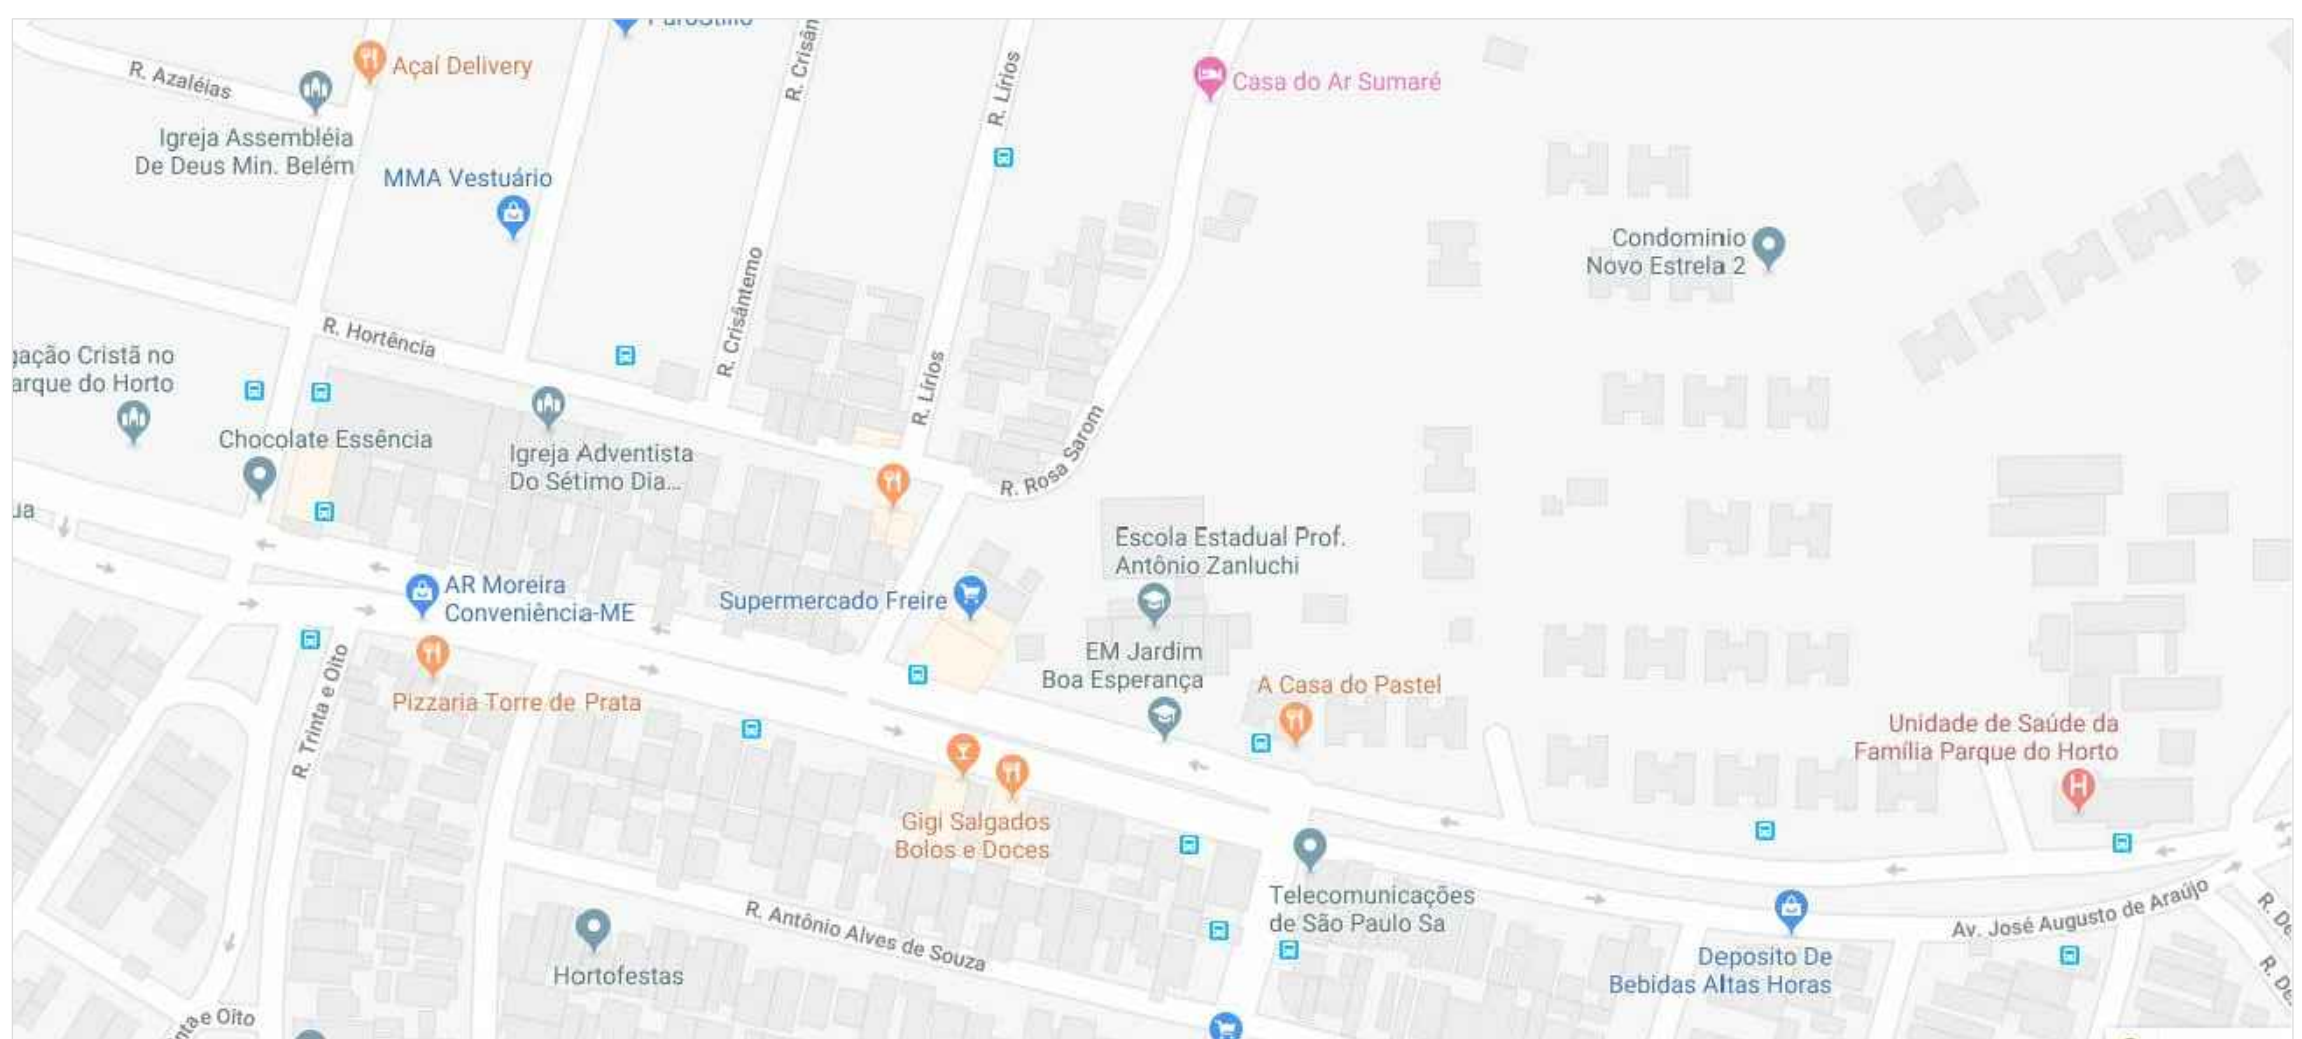 R. Azaléias
Açaí Delivery
Igreja Assembléia
De Deus Min. Belém
MMA Vestuário
R. Lírios
Casa do Ar Sumaré
Condominio
Novo Estrela 2
R. Hortência
R. Crisântemo
R. Lírios
R. Rosa Sarom
Cristã no
do Horto
Chocolate Essência
Igreja Adventista
Do Sétimo Dia...
Escola Estadual Prof.
Antônio Zanluchi
AR Moreira
Conveniência-ME
Supermercado Freire
EM Jardim
Boa Esperança
A Casa do Pastel
Pizzaria Torre de Prata
R. Trinta e Oito
Unidade de Saúde da
Família Parque do Horto
Gigi Salgados
Bolos e Doces
Telecomunicações
de São Paulo Sa
R. Antônio Alves de Souza
Hortofestas
Av. José Augusto de Araújo
Deposito De
Bebidas Altas Horas
e Oito